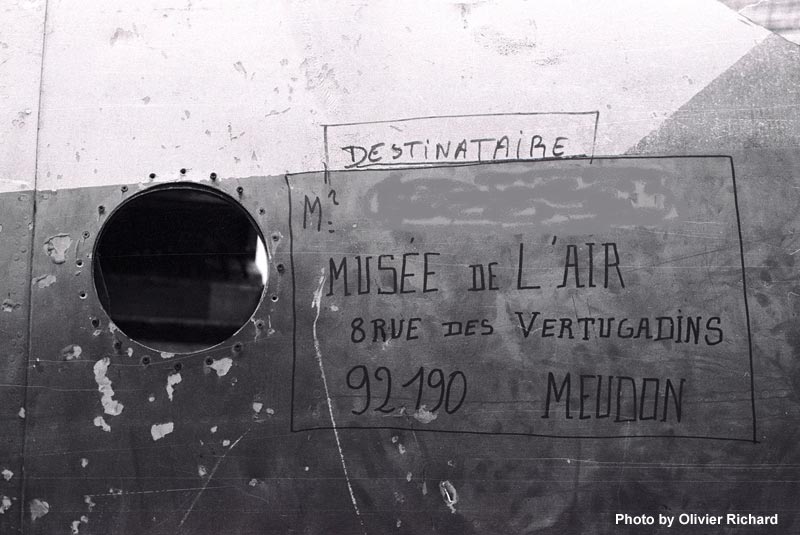 DESTINATAIRE
M.?
MUSÉE DE L'AIR
8 RUE DES VERTUGADINS
92190 MEUDON
Photo by Olivier Richard